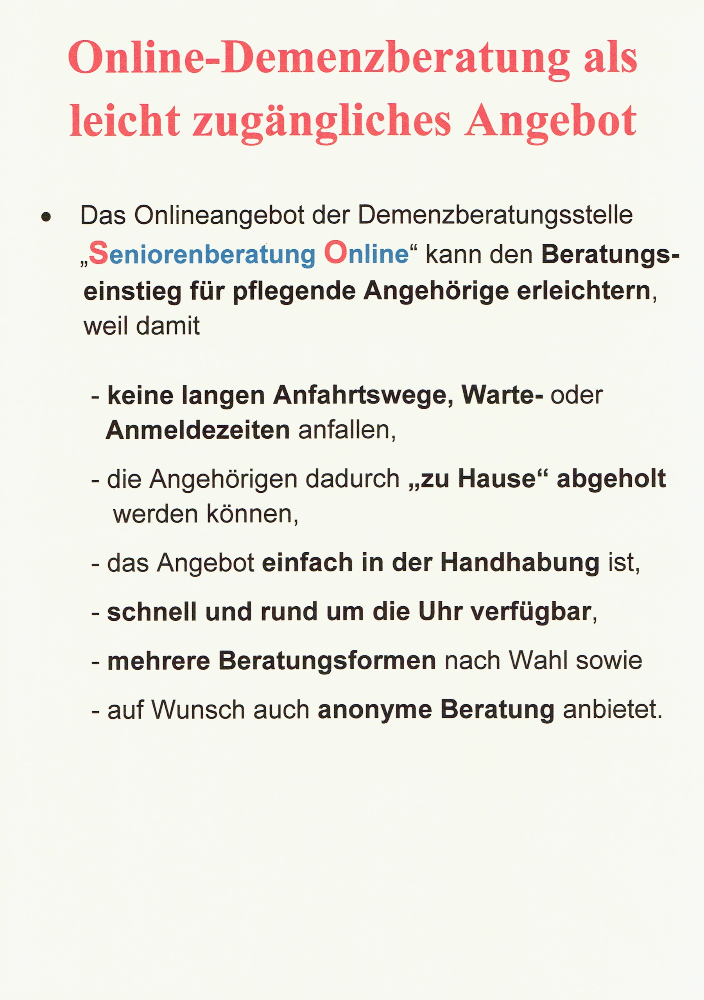 Online-Demenzberatung als
leicht zugängliches Angebot
• Das Onlineangebot der Demenzberatungsstelle
„Seniorenberatung Online“ kann den Beratungs-
einstieg für pflegende Angehörige erleichtern,
weil damit
- keine langen Anfahrtswege, Warte- oder
Anmeldezeiten anfallen,
- die Angehörigen dadurch „zu Hause“ abgeholt
werden können,
- das Angebot einfach in der Handhabung ist,
- schnell und rund um die Uhr verfügbar,
- mehrere Beratungsformen nach Wahl sowie
- auf Wunsch auch anonyme Beratung anbietet.